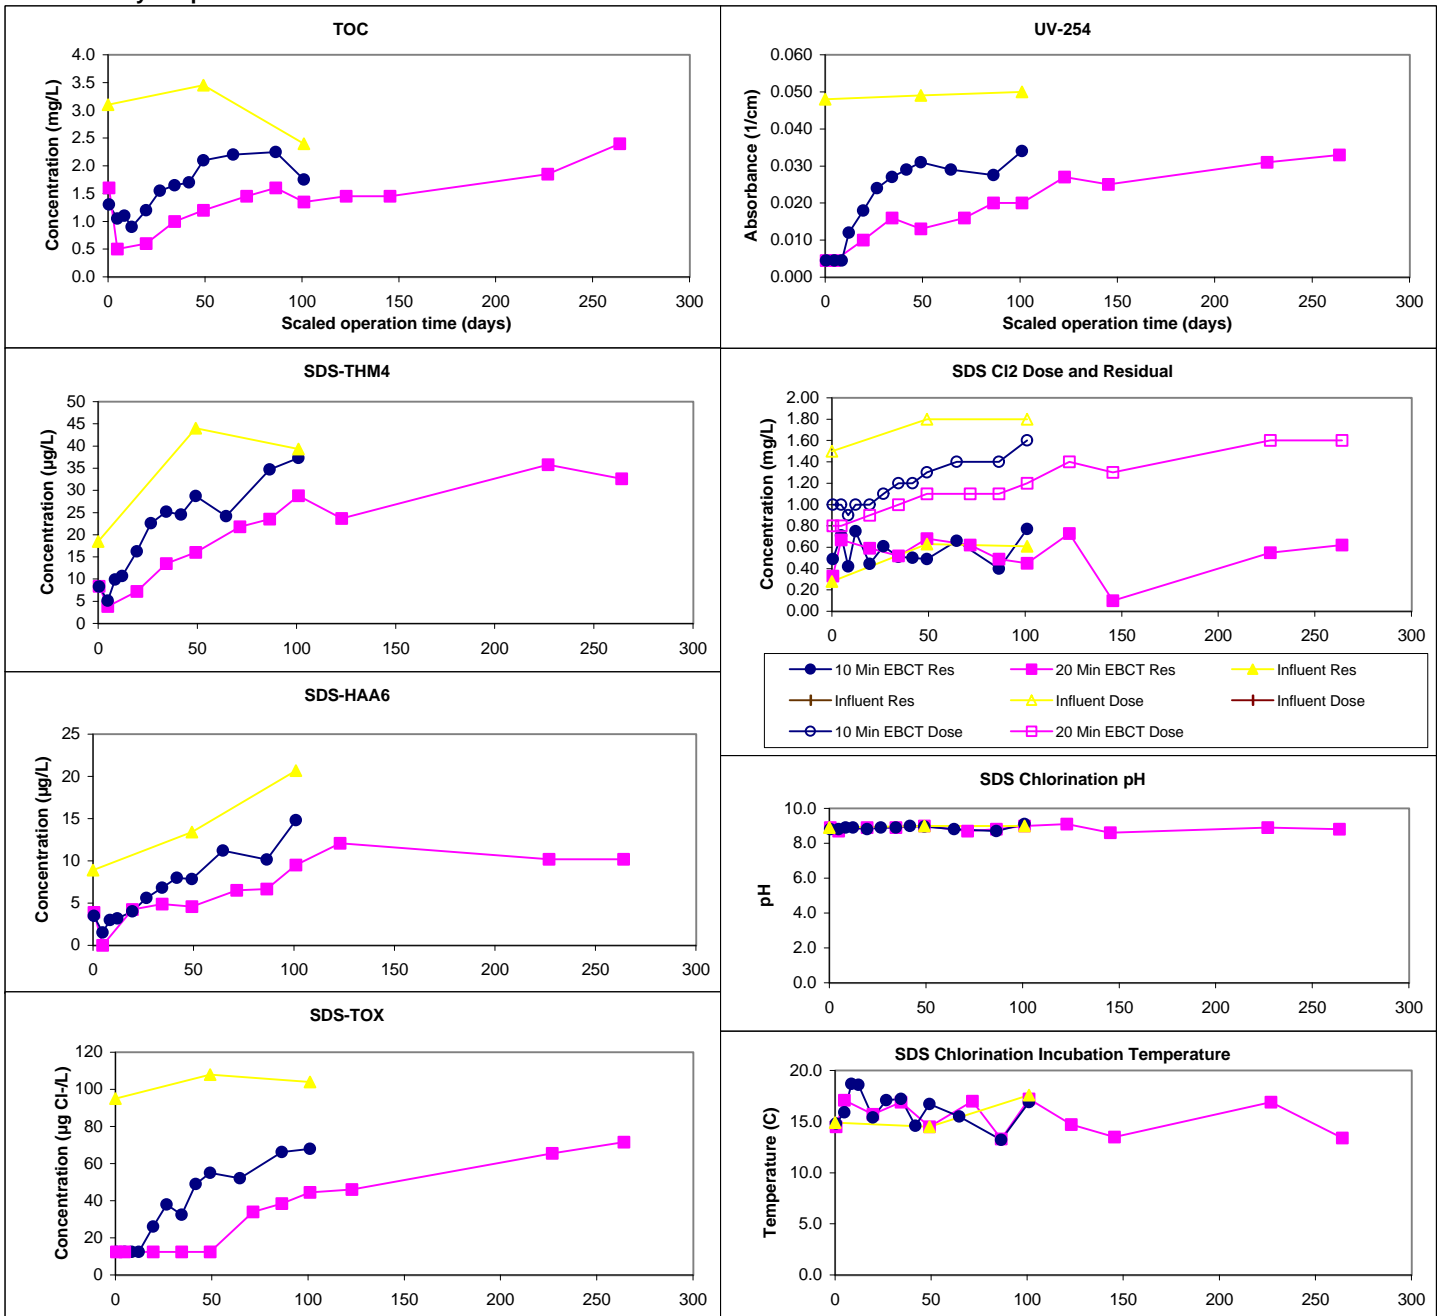 TOC
Concentration (mg/L)
4.0
3.5
3.0
2.5
2.0
1.5
1.0
0.5
0.0
0 50 100 150 200 250 300
Scaled operation time (days)
UV-254
Absorbance (1/cm)
0.060
0.050
0.040
0.030
0.020
0.010
0.000
0 50 100 150 200 250 300
Scaled operation time (days)
SDS-THM4
Concentration (µg/L)
50
45
40
35
30
25
20
15
10
5
0
0 50 100 150 200 250 300
SDS Cl2 Dose and Residual
Concentration (mg/L)
2.00
1.80
1.60
1.40
1.20
1.00
0.80
0.60
0.40
0.20
0.00
0 50 100 150 200 250 300
10 Min EBCT Res 20 Min EBCT Res Influent Res
Influent Res Influent Dose Influent Dose
10 Min EBCT Dose 20 Min EBCT Dose
SDS-HAA6
Concentration (µg/L)
25
20
15
10
5
0
0 50 100 150 200 250 300
SDS Chlorination pH
pH
10.0
8.0
6.0
4.0
2.0
0.0
0 50 100 150 200 250 300
SDS-TOX
Concentration (µg Cl-/L)
120
100
80
60
40
20
0
0 50 100 150 200 250 300
SDS Chlorination Incubation Temperature
Temperature (C)
20.0
15.0
10.0
5.0
0.0
0 50 100 150 200 250 300